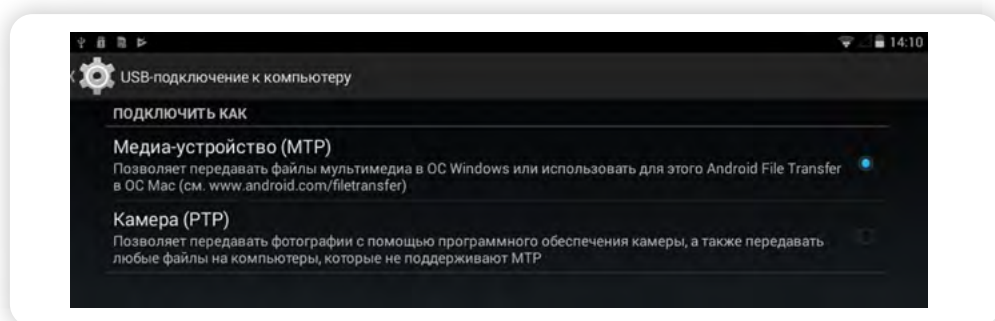 14:10
USB-подключение к компьютеру
ПОДКЛЮЧИТЬ КАК
Медиа-устройство (MTP)
Позволяет передавать файлы мультимедиа в ОС Windows или использовать для этого Android File Transfer
в ОС Mac (см. www.android.com/filetransfer)
Камера (PTP)
Позволяет передавать фотографии с помощью программного обеспечения камеры, а также передавать
любые файлы на компьютеры, которые не поддерживают MTP